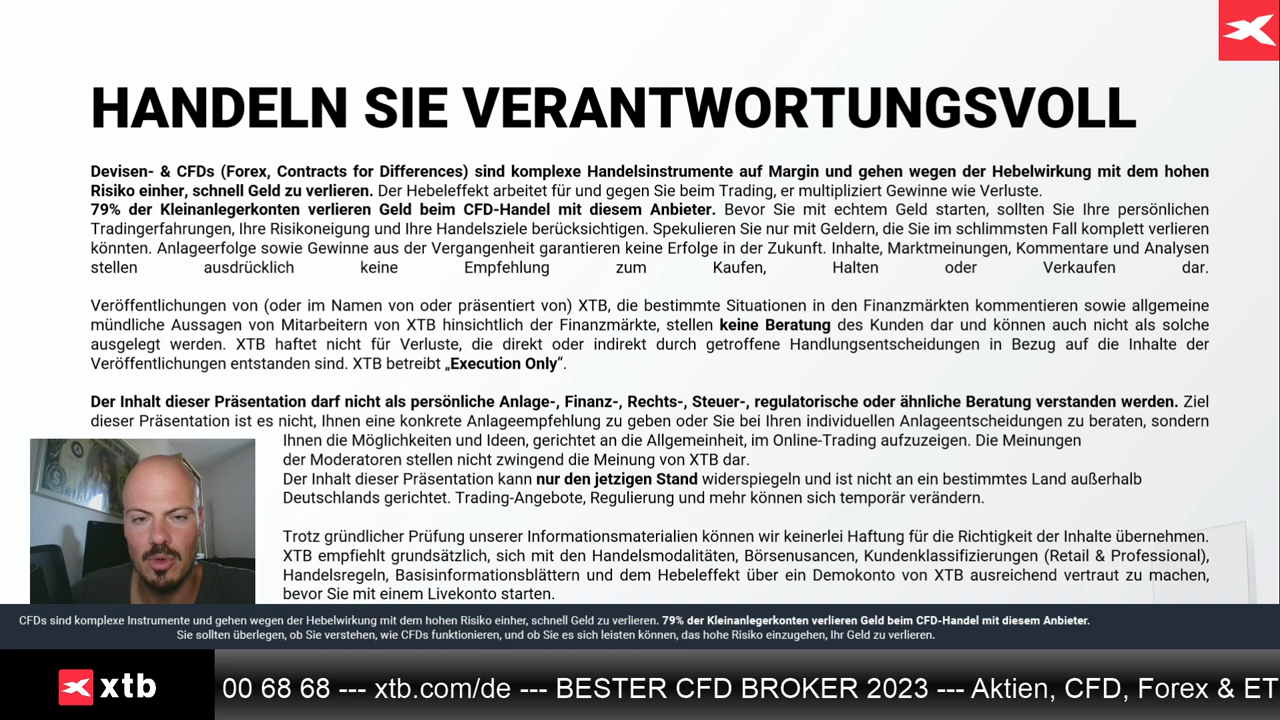 HANDELN SIE VERANTWORTUNGSVOLL
Devisen- & CFDs (Forex, Contracts for Differences) sind komplexe Handelsinstrumente auf Margin und gehen wegen der Hebelwirkung mit dem hohen
Risiko einher, schnell Geld zu verlieren. Der Hebeleffekt arbeitet für und gegen Sie beim Trading, er multipliziert Gewinne wie Verluste.
79% der Kleinanlegerkonten verlieren Geld beim CFD-Handel mit diesem Anbieter. Bevor Sie mit echtem Geld starten, sollten Sie Ihre persönlichen
Tradingerfahrungen, Ihre Risikoneigung und Ihre Handelsziele berücksichtigen. Spekulieren Sie nur mit Geldern, die Sie im schlimmsten Fall komplett verlieren
könnten. Anlageerfolge sowie Gewinne aus der Vergangenheit garantieren keine Erfolge in der Zukunft. Inhalte, Marktmeinungen, Kommentare und Analysen
stellen ausdrücklich keine Empfehlung zum Kaufen, Halten oder Verkaufen dar.
Veröffentlichungen von (oder im Namen von oder präsentiert von) XTB, die bestimmte Situationen in den Finanzmärkten kommentieren sowie allgemeine
mündliche Aussagen von Mitarbeitern von XTB hinsichtlich der Finanzmärkte, stellen keine Beratung des Kunden dar und können auch nicht als solche
ausgelegt werden. XTB haftet nicht für Verluste, die direkt oder indirekt durch getroffene Handlungsentscheidungen in Bezug auf die Inhalte der
Veröffentlichungen entstanden sind. XTB betreibt „Execution Only“.
Der Inhalt dieser Präsentation darf nicht als persönliche Anlage-, Finanz-, Rechts-, Steuer-, regulatorische oder ähnliche Beratung verstanden werden. Ziel
dieser Präsentation ist es nicht, Ihnen eine konkrete Anlageempfehlung zu geben oder Sie bei Ihren individuellen Anlageentscheidungen zu beraten, sondern
Ihnen die Möglichkeiten und Ideen, gerichtet an die Allgemeinheit, im Online-Trading aufzuzeigen. Die Meinungen
der Moderatoren stellen nicht zwingend die Meinung von XTB dar.
Der Inhalt dieser Präsentation kann nur den jetzigen Stand widerspiegeln und ist nicht an ein bestimmtes Land außerhalb
Deutschlands gerichtet. Trading-Angebote, Regulierung und mehr können sich temporär verändern.
Trotz gründlicher Prüfung unserer Informationsmaterialien können wir keinerlei Haftung für die Richtigkeit der Inhalte übernehmen.
XTB empfiehlt grundsätzlich, sich mit den Handelsmodalitäten, Börsenusancen, Kundenklassifizierungen (Retail & Professional),
Handelsregeln, Basisinformationsblättern und dem Hebeleffekt über ein Demokonto von XTB ausreichend vertraut zu machen,
bevor Sie mit einem Livekonto starten.
CFDs sind komplexe Instrumente und gehen wegen der Hebelwirkung mit dem hohen Risiko einher, schnell Geld zu verlieren. 79% der Kleinanlegerkonten verlieren Geld beim CFD-Handel mit diesem Anbieter.
Sie sollten überlegen, ob Sie verstehen, wie CFDs funktionieren, und ob Sie es sich leisten können, das hohe Risiko einzugehen, Ihr Geld zu verlieren.
xtb 00 68 68 --- xtb.com/de --- BESTER CFD BROKER 2023 --- Aktien, CFD, Forex & ET